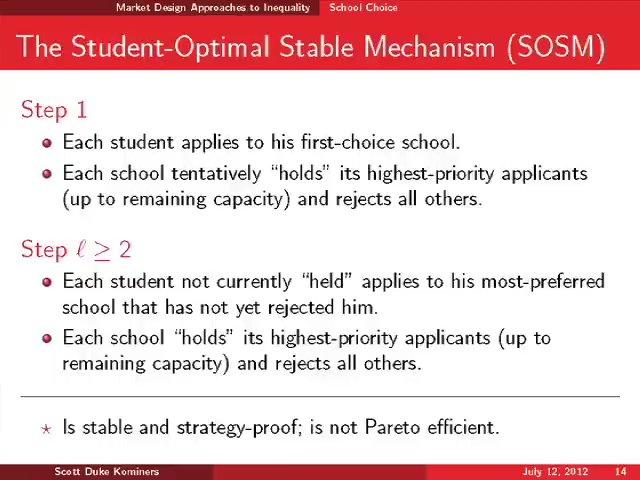 Market Design Approaches to Inequality School Choice
The Student-Optimal Stable Mechanism (SOSM)
Step 1
Each student applies to his first-choice school.
Each school tentatively “holds” its highest-priority applicants
(up to remaining capacity) and rejects all others.
Step ℓ ≥ 2
Each student not currently “held” applies to his most-preferred
school that has not yet rejected him.
Each school “holds” its highest-priority applicants (up to
remaining capacity) and rejects all others.
⋆ Is stable and strategy-proof; is not Pareto efficient.
Scott Duke Kominers July 12, 2012 14